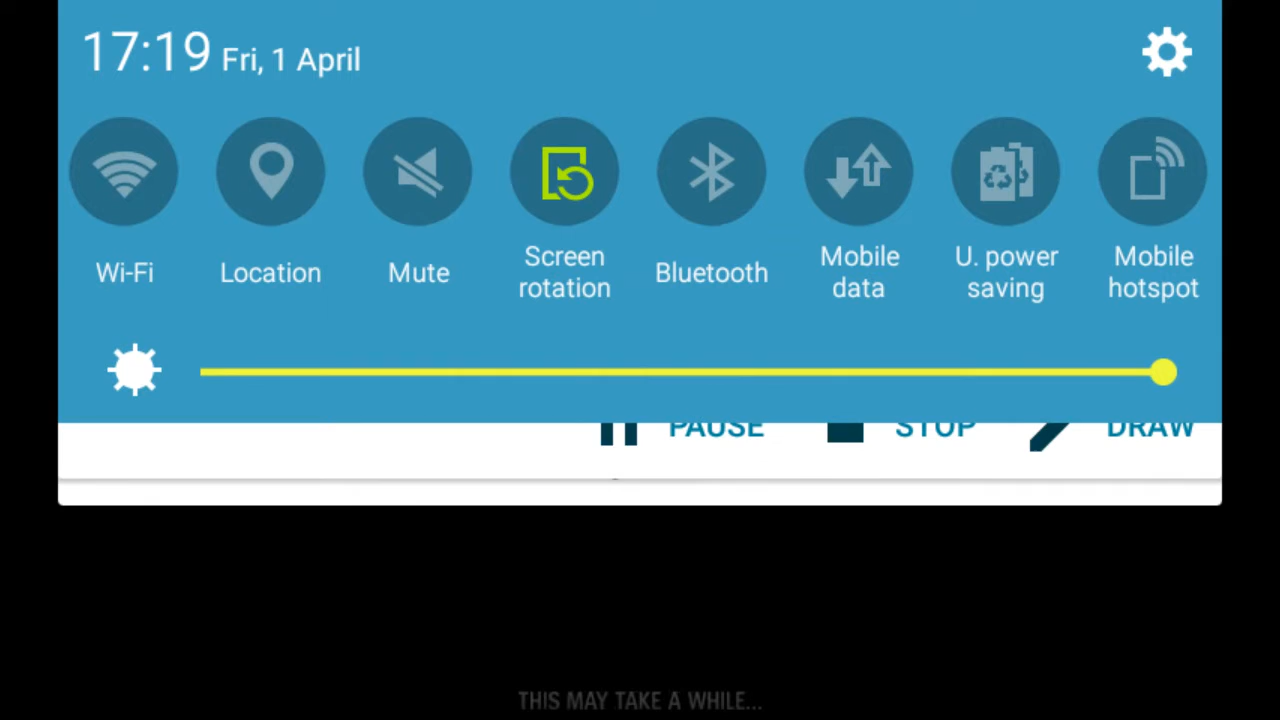 17:19 Fri, 1 April
Wi-Fi
Location
Mute
Screen
rotation
Bluetooth
Mobile
data
U. power
saving
Mobile
hotspot
PAUSE STOP DRAW
THIS MAY TAKE A WHILE...